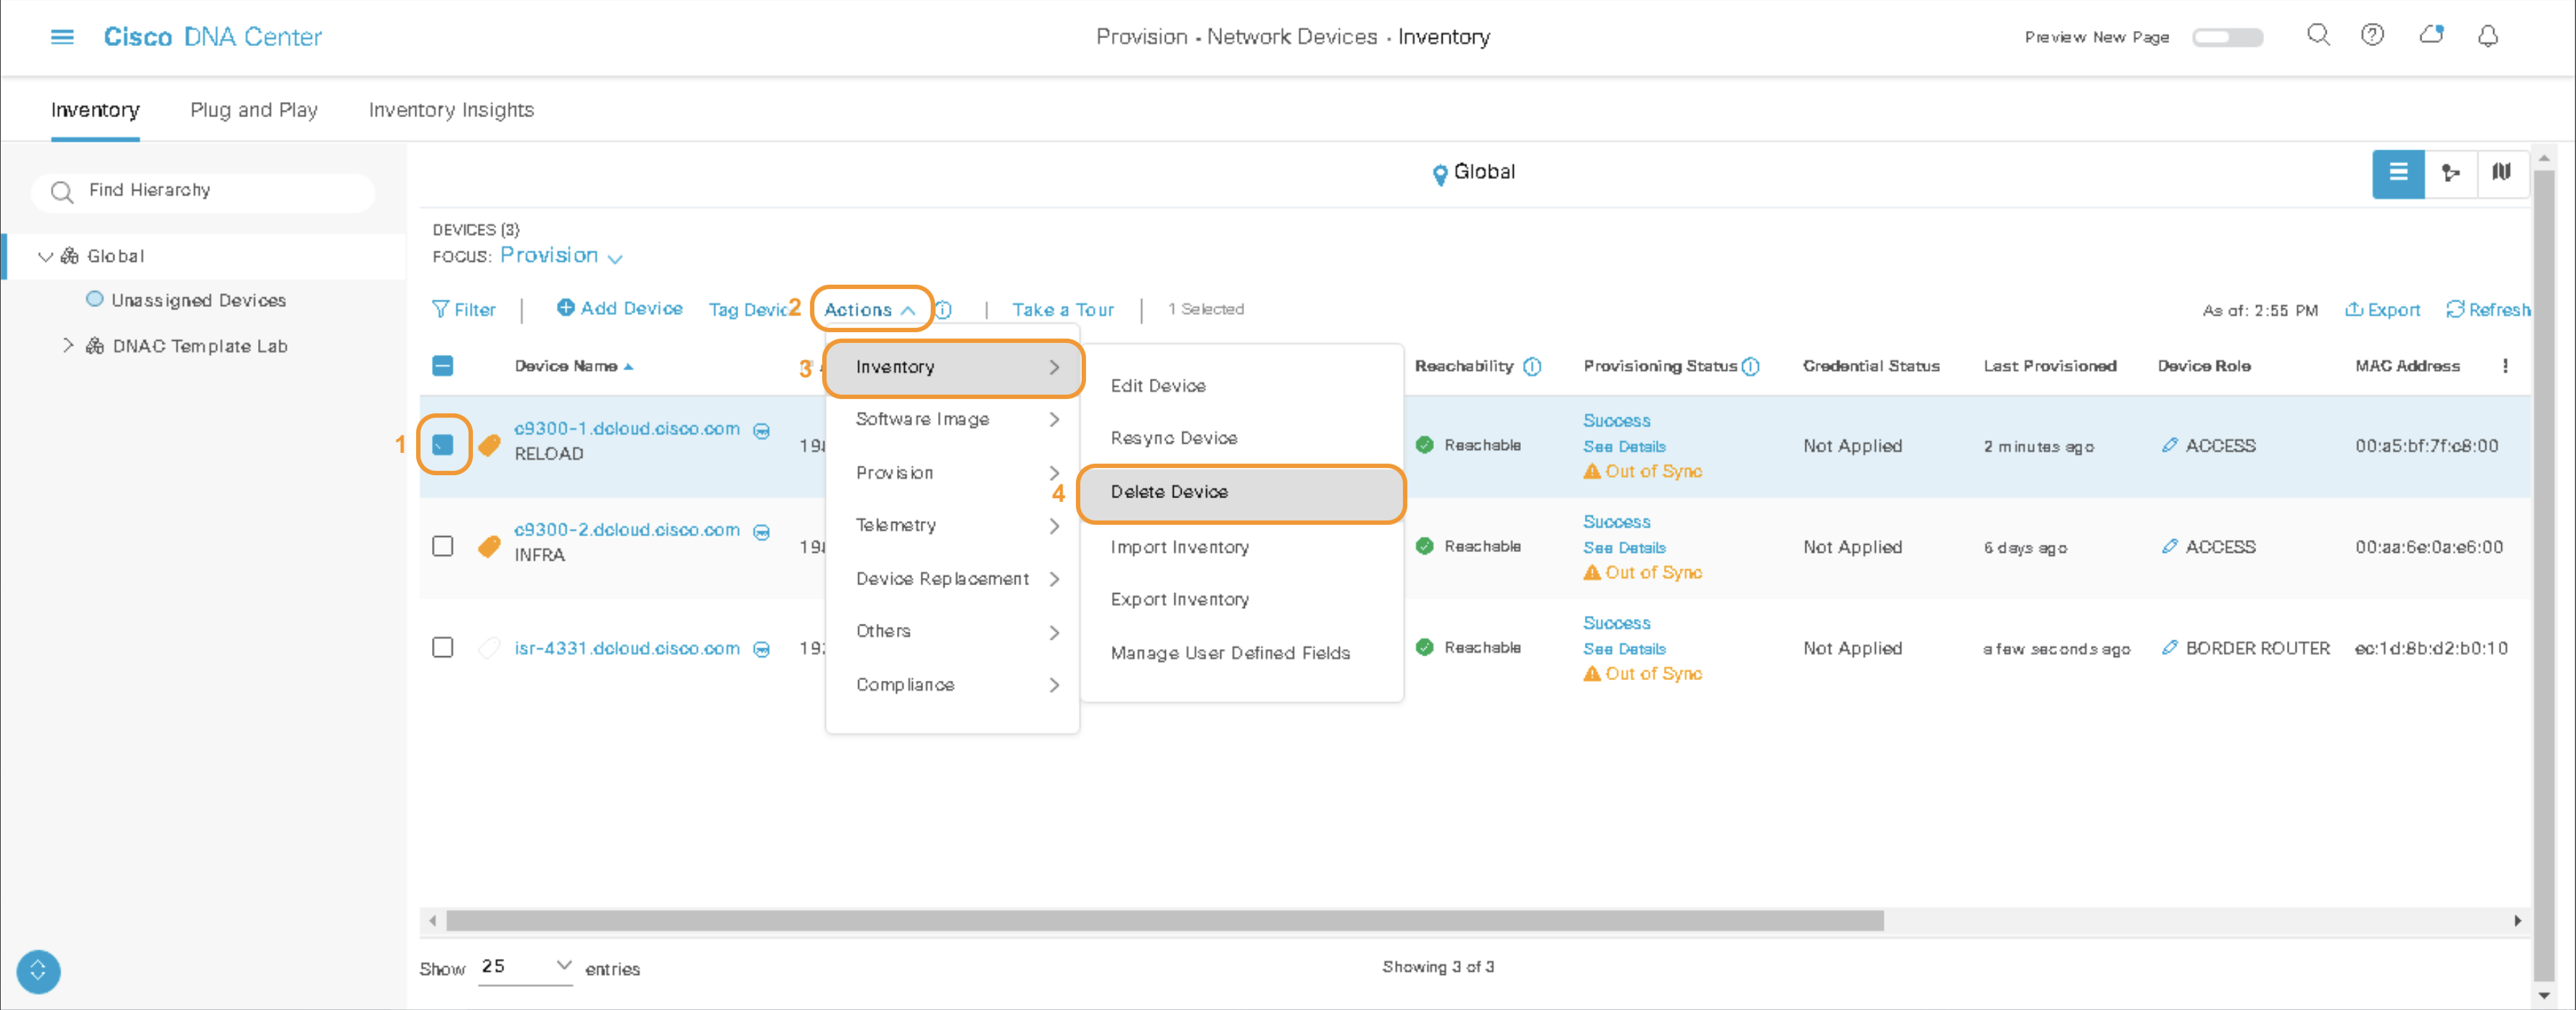 Cisco DNA Center
Provision • Network Devices • Inventory
Preview New Page
Inventory
Plug and Play
Inventory Insights
Find Hierarchy
Global
Unassigned Devices
DNAC Template Lab
Global
DEVICES (3)
FOCUS: Provision
Filter
Add Device
Tag
2
Actions
Take a Tour
1 Selected
As of: 2:55 PM
Export
Refresh
Device Name
Reachability
Provisioning Status
Credential Status
Last Provisioned
Device Role
MAC Address
1
c9300-1.dcloud.cisco.com
RELOAD
Reachable
Success
See Details
Out of Sync
Not Applied
2 minutes ago
ACCESS
00:a5:bf:7f:c8:00
c9300-2.dcloud.cisco.com
INFRA
Reachable
Success
See Details
Out of Sync
Not Applied
6 days ago
ACCESS
00:aa:6e:0a:e6:00
isr-4331.dcloud.cisco.com
Reachable
Success
See Details
Out of Sync
Not Applied
a few seconds ago
BORDER ROUTER
ec:1d:8b:d2:b0:10
3
Inventory
Software Image
Provision
Telemetry
Device Replacement
Others
Compliance
Edit Device
Resync Device
4
Delete Device
Import Inventory
Export Inventory
Manage User Defined Fields
Show 25 entries
Showing 3 of 3